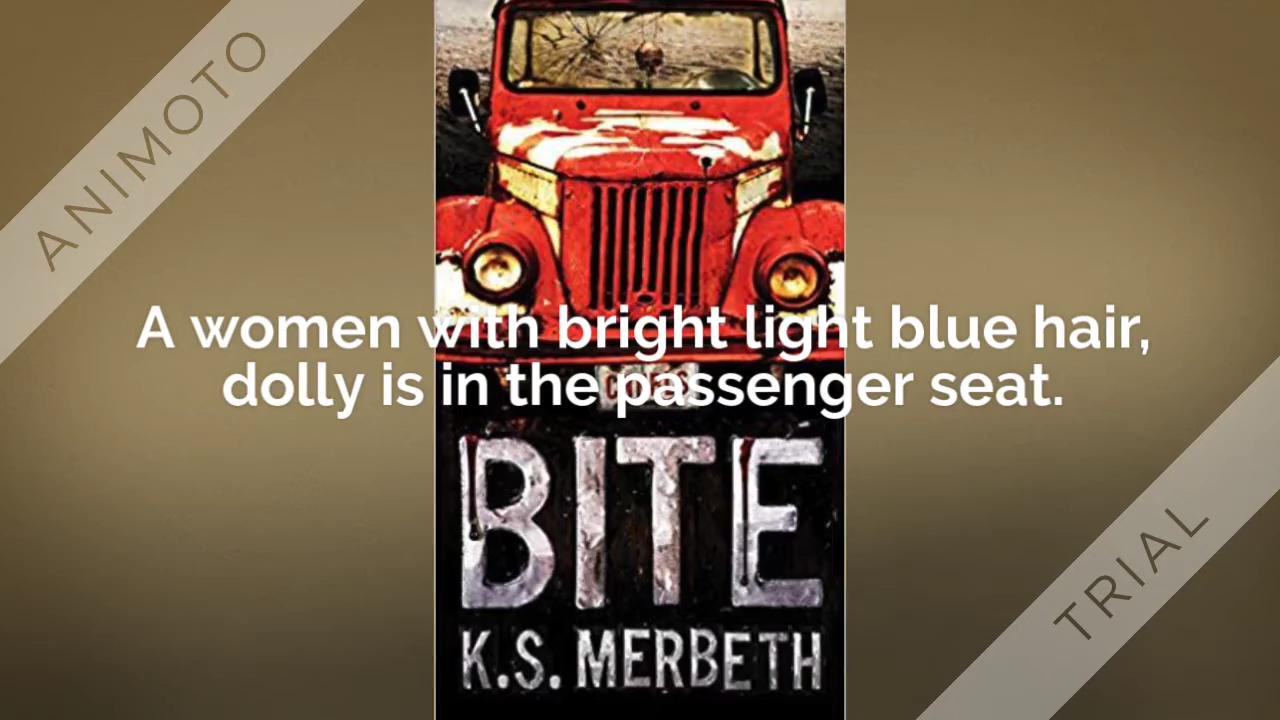 ANIMOTO
A women with bright light blue hair,
dolly is in the passenger seat.
BITE
K.S. MERBETH
TRIAL